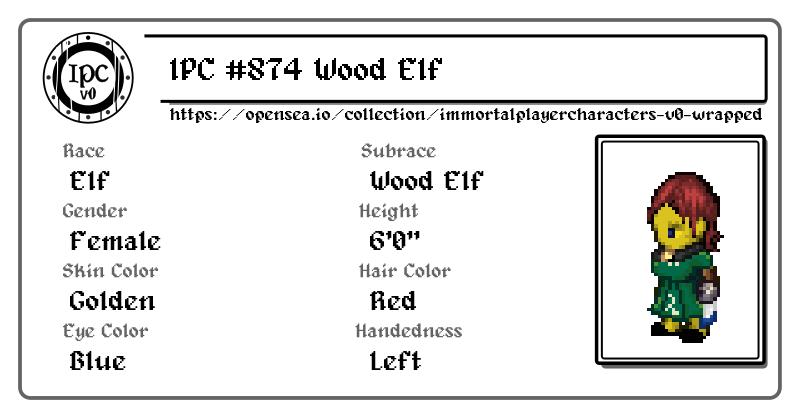 IPC
v0
IPC #874 Wood Elf
https://opensea.io/collection/immortalplayercharacters-v0-wrapped
Race
Elf
Subrace
Wood Elf
Gender
Female
Height
6'0"
Skin Color
Golden
Hair Color
Red
Eye Color
Blue
Handedness
Left